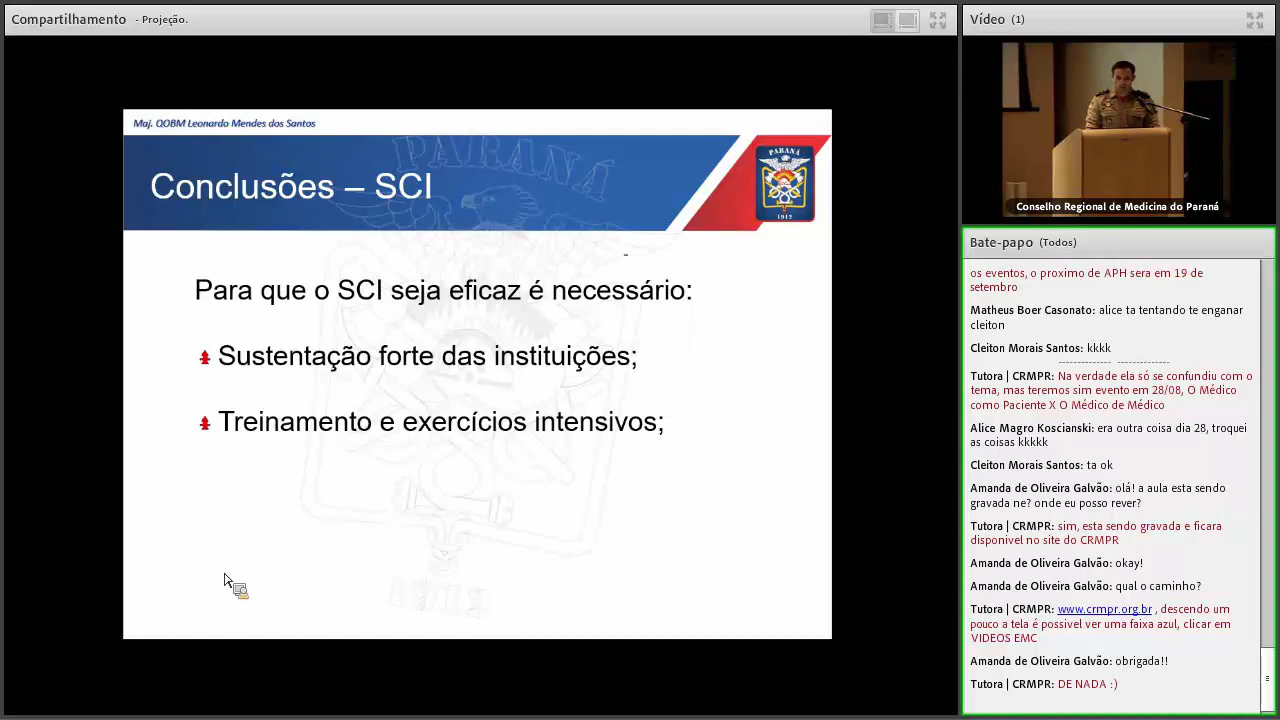 Compartilhamento - Projeção.
Maj. QOBM Leonardo Mendes dos Santos
PARANÁ
Conclusões – SCI
PARANÁ
1912
Para que o SCI seja eficaz é necessário:
Sustentação forte das instituições;
Treinamento e exercícios intensivos;
Vídeo (1)
Conselho Regional de Medicina do Paraná
Bate-papo (Todos)
os eventos, o proximo de APH sera em 19 de
setembro
Matheus Boer Casonato: alice ta tentando te enganar
cleiton
Cleiton Morais Santos: kkkk
Tutora | CRMPR: Na verdade ela só se confundiu com o
tema, mas teremos sim evento em 28/08, O Médico
como Paciente X O Médico de Médico
Alice Magro Koscianski: era outra coisa dia 28, troquei
as coisas kkkkk
Cleiton Morais Santos: ta ok
Amanda de Oliveira Galvão: olá! a aula esta sendo
gravada ne? onde eu posso rever?
Tutora | CRMPR: sim, esta sendo gravada e ficara
disponivel no site do CRMPR
Amanda de Oliveira Galvão: okay!
Amanda de Oliveira Galvão: qual o caminho?
Tutora | CRMPR: www.crmpr.org.br , descendo um
pouco a tela é possivel ver uma faixa azul, clicar em
VIDEOS EMC
Amanda de Oliveira Galvão: obrigada!!
Tutora | CRMPR: DE NADA :)